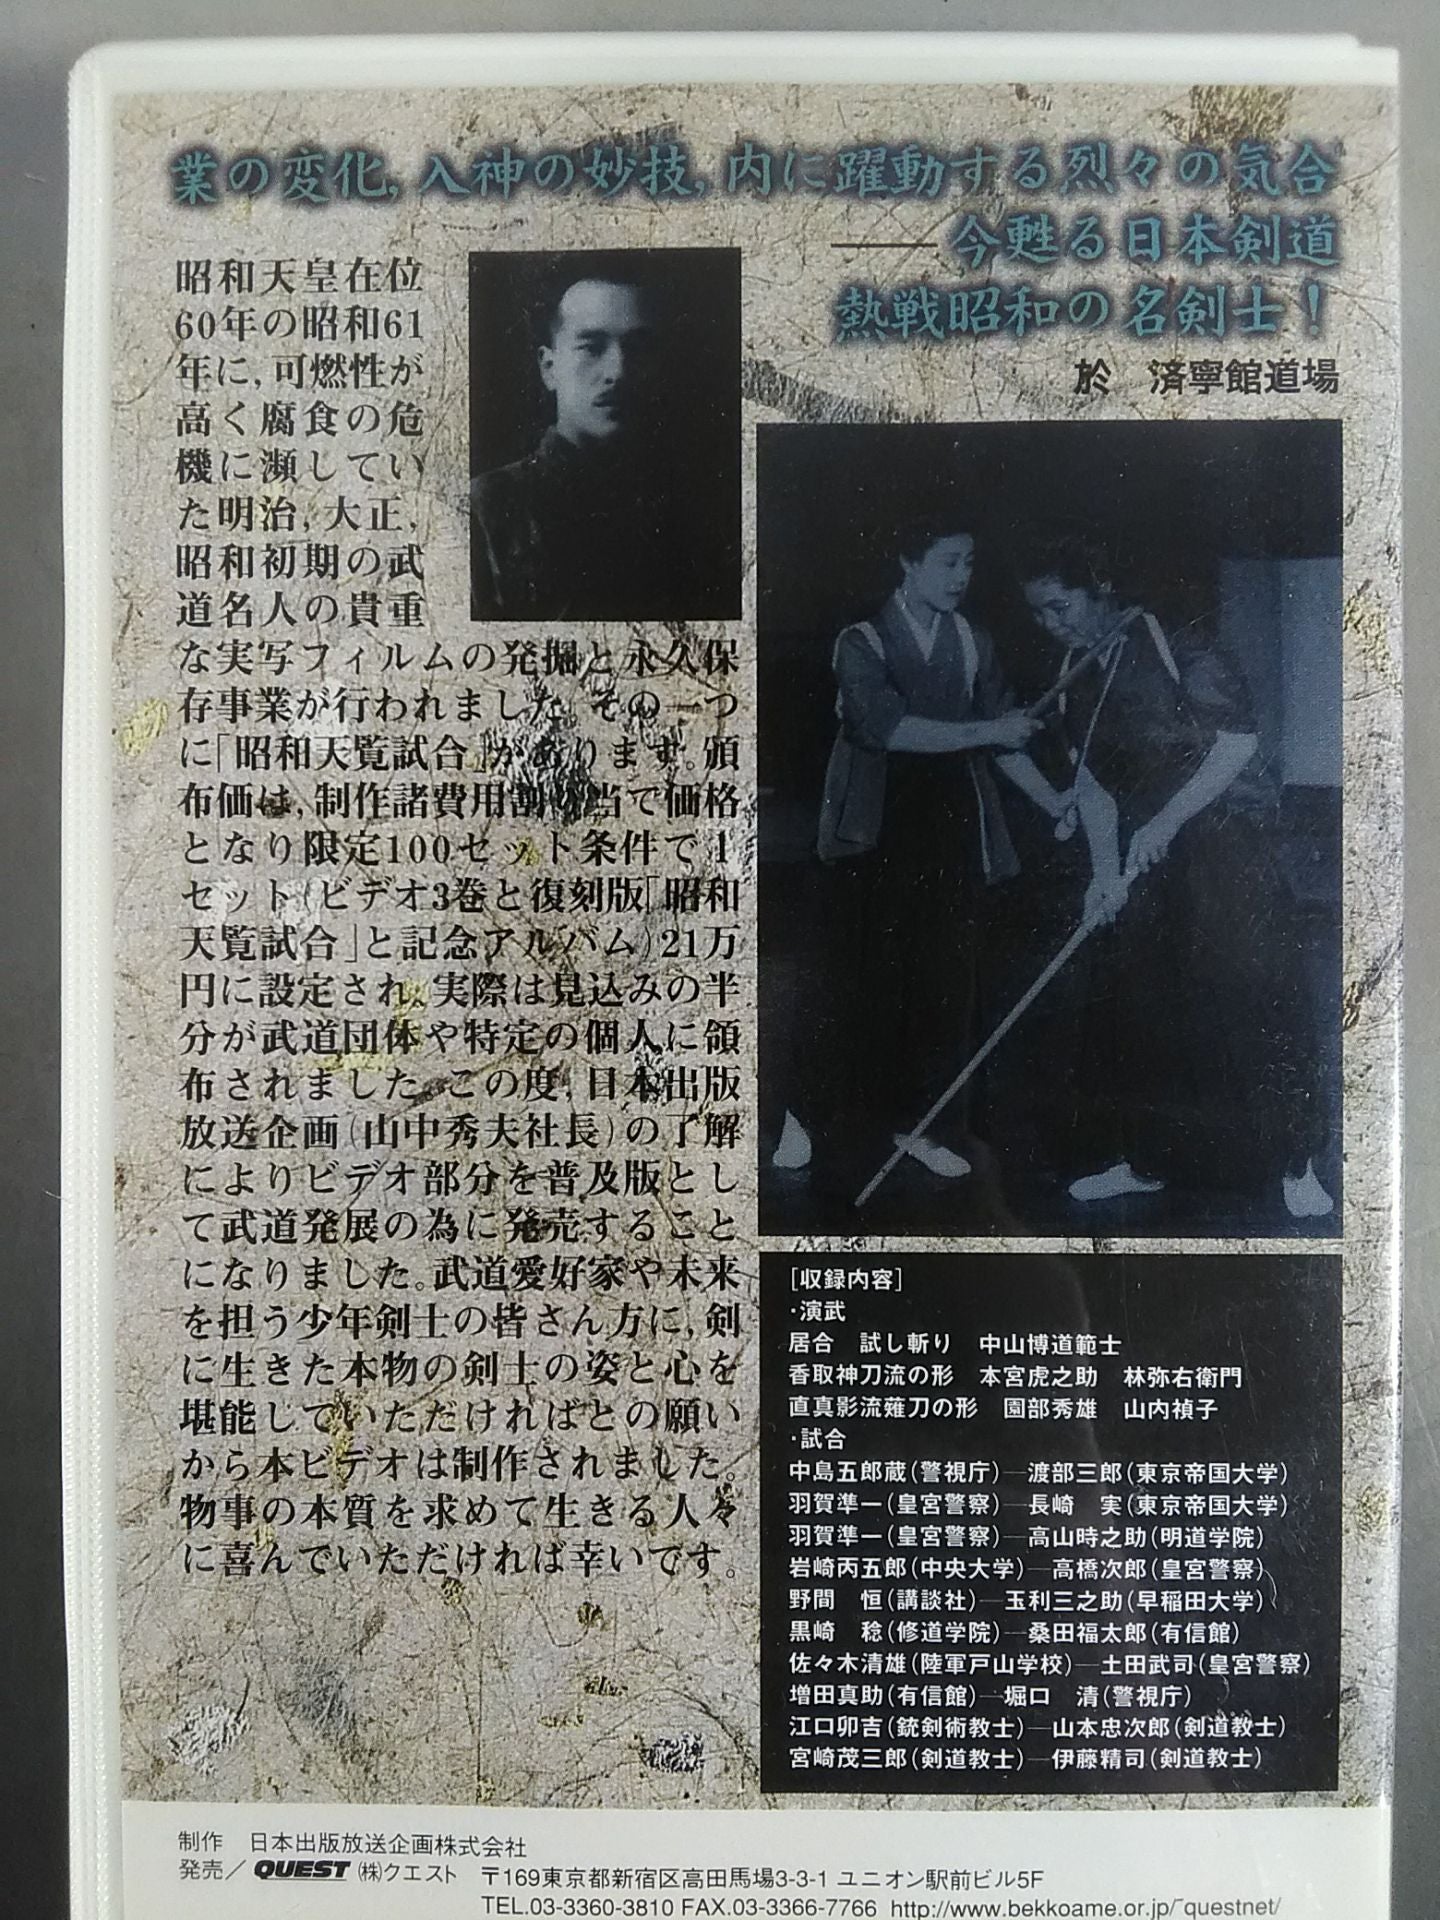 業の変化,入神の妙技,内に躍動する烈々の気合
――今甦る日本剣道
熱戦昭和の名剣士!
於　済寧館道場
昭和天皇在位
60年の昭和61
年に,可燃性が
高く腐食の危
機に瀕してい
た明治,大正,
昭和初期の武
道名人の貴重
な実写フィルムの発掘と永久保
存事業が行われました。その一つ
に「昭和天覧試合」があります。頒
布価は,制作諸費用割り当て価格
となり限定100セット条件で1
セット(ビデオ3巻と復刻版「昭和
天覧試合」と記念アルバム)21万
円に設定され、実際は見込みの半
分が武道団体や特定の個人に領
布されました。この度,日本出版
放送企画(山中秀夫社長)の了解
によりビデオ部分を普及版とし
て武道発展の為に発売すること
になりました。武道愛好家や未来
を担う少年剣士の皆さん方に,剣
に生きた本物の剣士の姿と心を
堪能していただければとの願い
から本ビデオは制作されました。
物事の本質を求めて生きる人々
に喜んでいただければ幸いです。
[収録内容]
・演武
居合　試し斬り　中山博道範士
香取神刀流の形　本宮虎之助　林弥右衛門
直真影流薙刀の形　園部秀雄　山内禎子
・試合
中島五郎蔵(警視庁)―渡部三郎(東京帝国大学)
羽賀準一(皇宮警察)―長崎　実(東京帝国大学)
羽賀準一(皇宮警察)―高山時之助(明道学院)
岩崎丙五郎(中央大学)―高橋次郎(皇宮警察)
野間　恒(講談社)―玉利三之助(早稲田大学)
黒崎　稔(修道学院)―桑田福太郎(有信館)
佐々木清雄(陸軍戸山学校)―土田武司(皇宮警察)
増田真助(有信館)―堀口　清(警視庁)
江口卯吉(銃剣術教士)―山本忠次郎(剣道教士)
宮崎茂三郎(剣道教士)―伊藤精司(剣道教士)
制作　日本出版放送企画株式会社
発売／QUEST ㈱クエスト　〒169東京都新宿区高田馬場3-3-1 ユニオン駅前ビル5F
TEL.03-3360-3810 FAX.03-3366-7766 http://www.bekkoame.or.jp/~questnet/